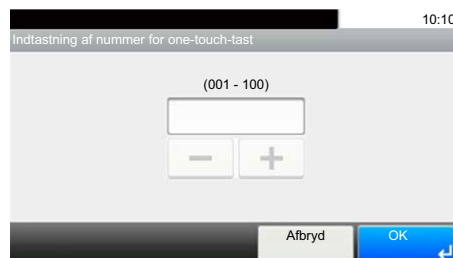 10:10
Indtastning af nummer for one-touch-tast
(001 - 100)
Afbryd
OK